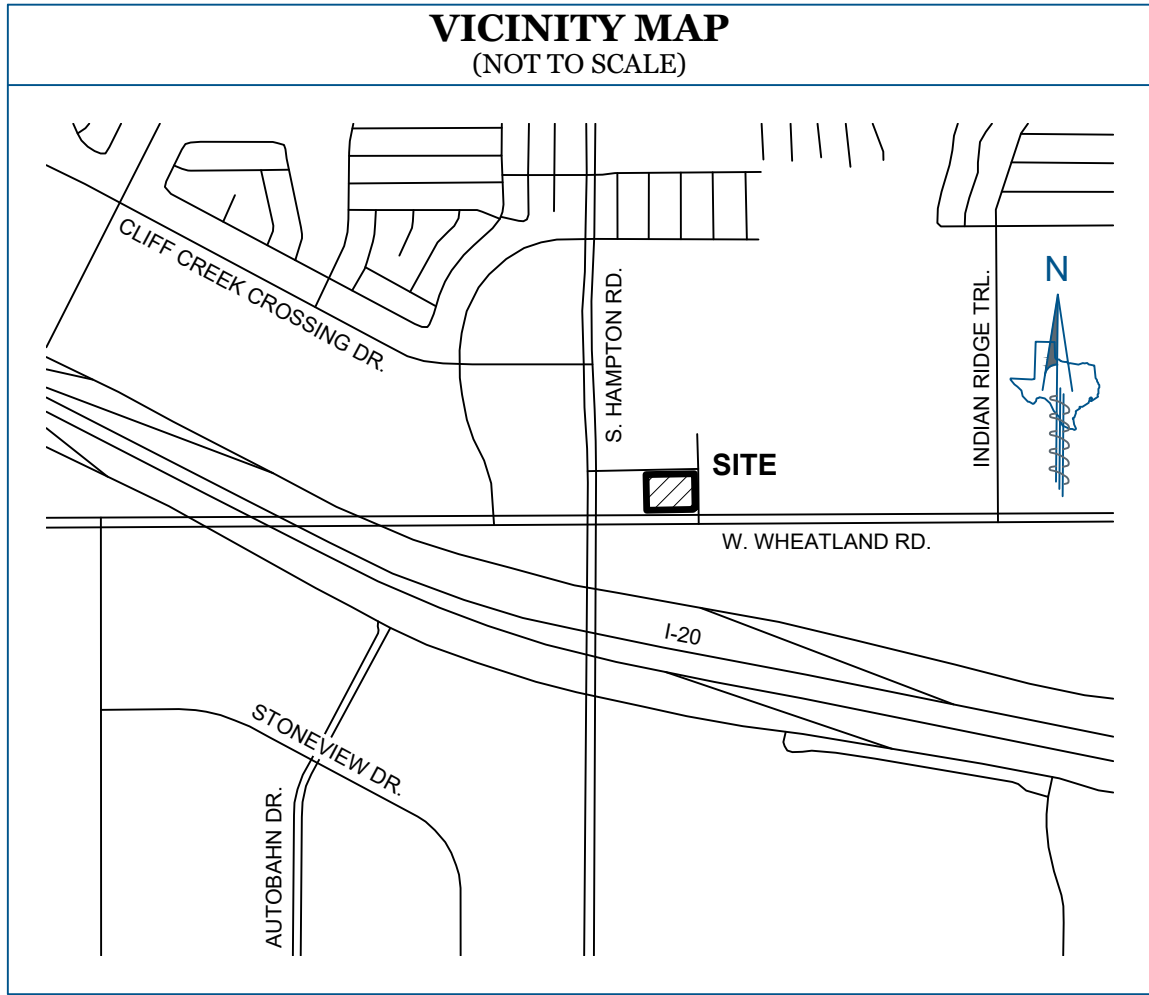 VICINITY MAP
(NOT TO SCALE)
CLIFF CREEK CROSSING DR.
S. HAMPTON RD.
INDIAN RIDGE TRL.
N
SITE
W. WHEATLAND RD.
I-20
STONEVIEW DR.
AUTOBAHN DR.